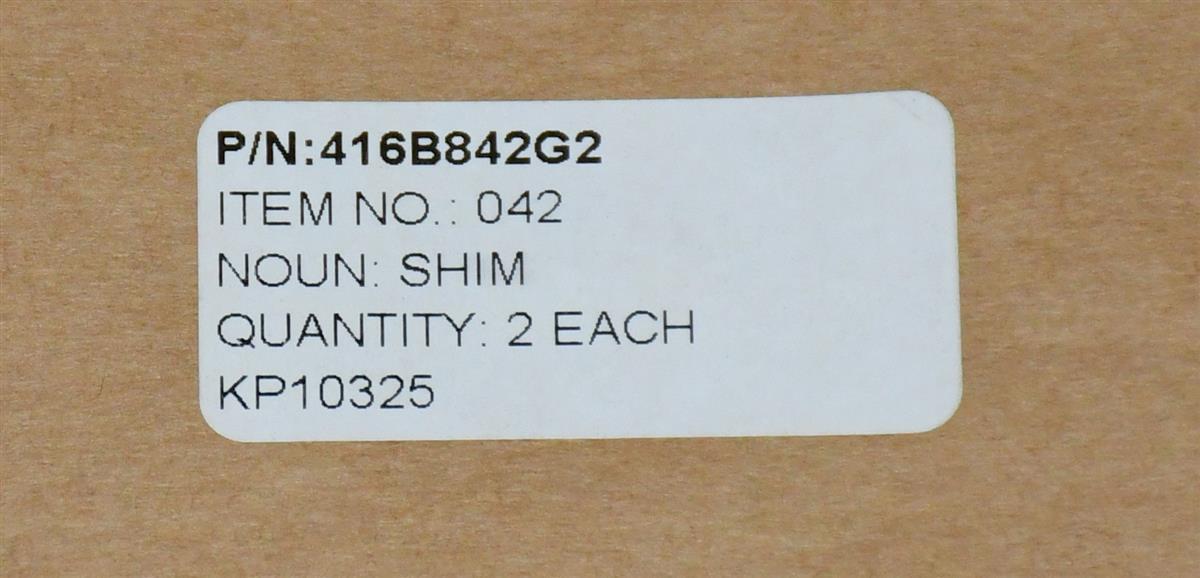 P/N:416B842G2
ITEM NO.: 042
NOUN: SHIM
QUANTITY: 2 EACH
KP10325